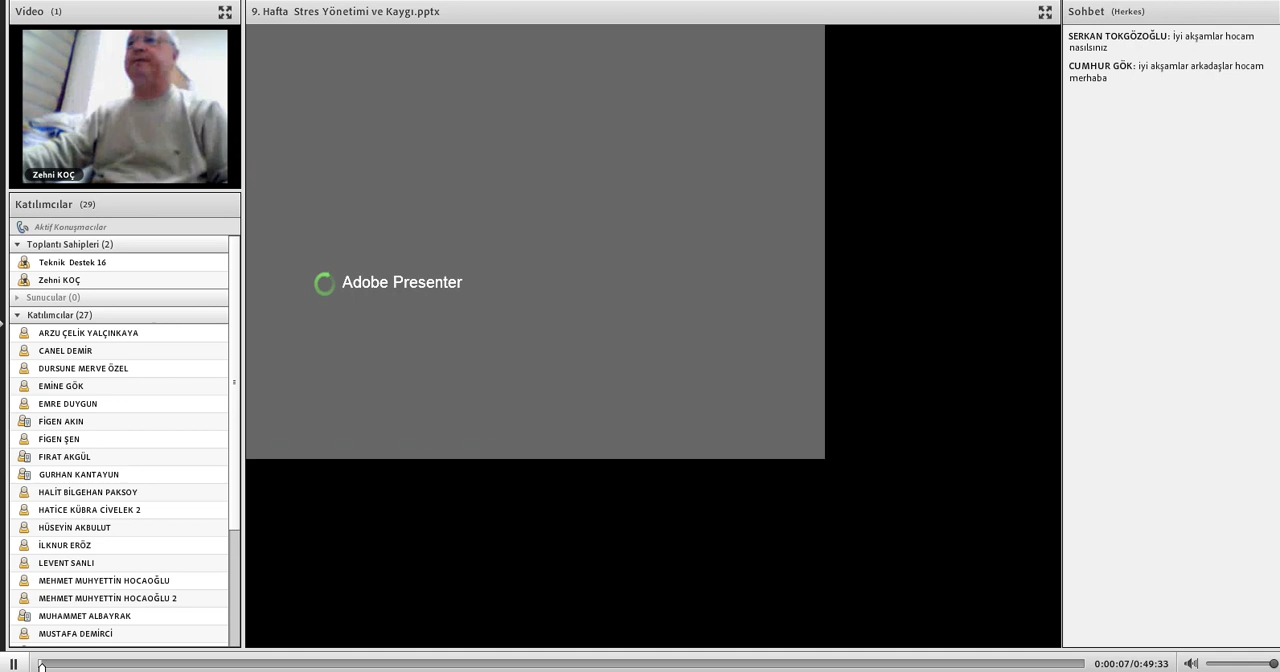 Video (1)
Zehni KOÇ
Katılımcılar (29)
Aktif Konuşmacılar
Toplantı Sahipleri (2)
Teknik Destek 16
Zehni KOÇ
Sunucular (0)
Katılımcılar (27)
ARZU ÇELİK YALÇINKAYA
CANEL DEMİR
DURSUNE MERVE ÖZEL
EMİNE GÖK
EMRE DUYGUN
FİGEN AKIN
FİGEN ŞEN
FIRAT AKGÜL
GURHAN KANTAYUN
HALİT BİLGEHAN PAKSOY
HATİCE KÜBRA CİVELEK 2
HÜSEYİN AKBULUT
İLKNUR ERÖZ
LEVENT SANLI
MEHMET MUHYETTİN HOCAOĞLU
MEHMET MUHYETTİN HOCAOĞLU 2
MUHAMMET ALBAYRAK
MUSTAFA DEMİRCİ
9. Hafta Stres Yönetimi ve Kaygı.pptx
Adobe Presenter
Sohbet (Herkes)
SERKAN TOKGÖZOĞLU: İyi akşamlar hocam
nasılsınız
CUMHUR GÖK: iyi akşamlar arkadaşlar hocam
merhaba
0:00:07/0:49:33